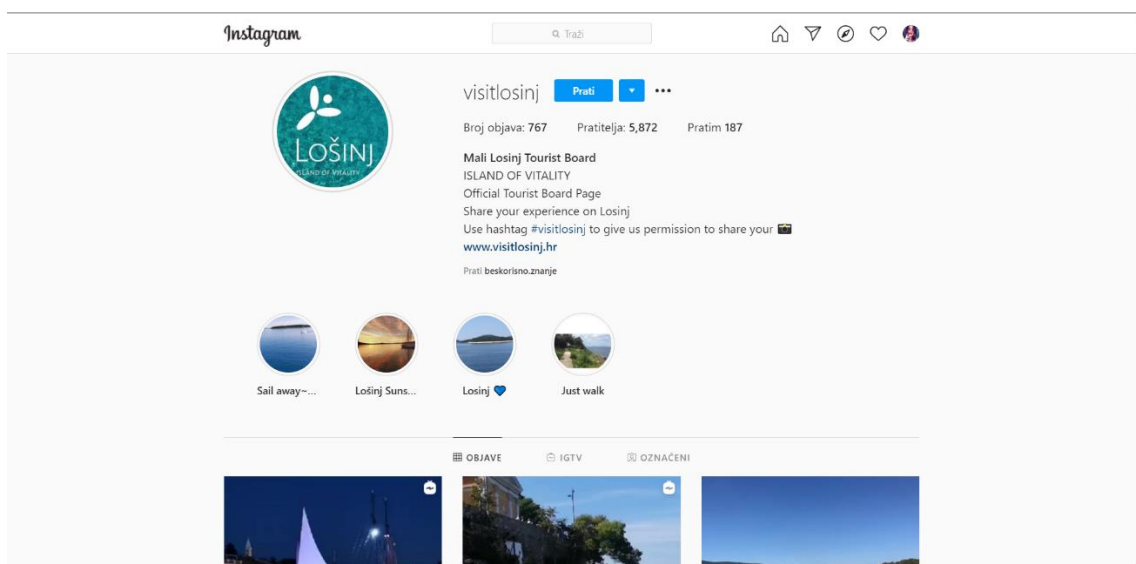 Instagram
Traži
visitlosinj Prati
Broj objava: 767 Pratitelja: 5,872 Pratim 187
Mali Losinj Tourist Board
ISLAND OF VITALITY
Official Tourist Board Page
Share your experience on Losinj
Use hashtag #visitlosinj to give us permission to share your 📸
www.visitlosinj.hr
Prati beskorisno.znanje
LOŠINJ
ISLAND OF VITALITY
Sail away~... Lošinj Suns... Losinj 💙 Just walk
OBJAVE IGTV OZNAČENI